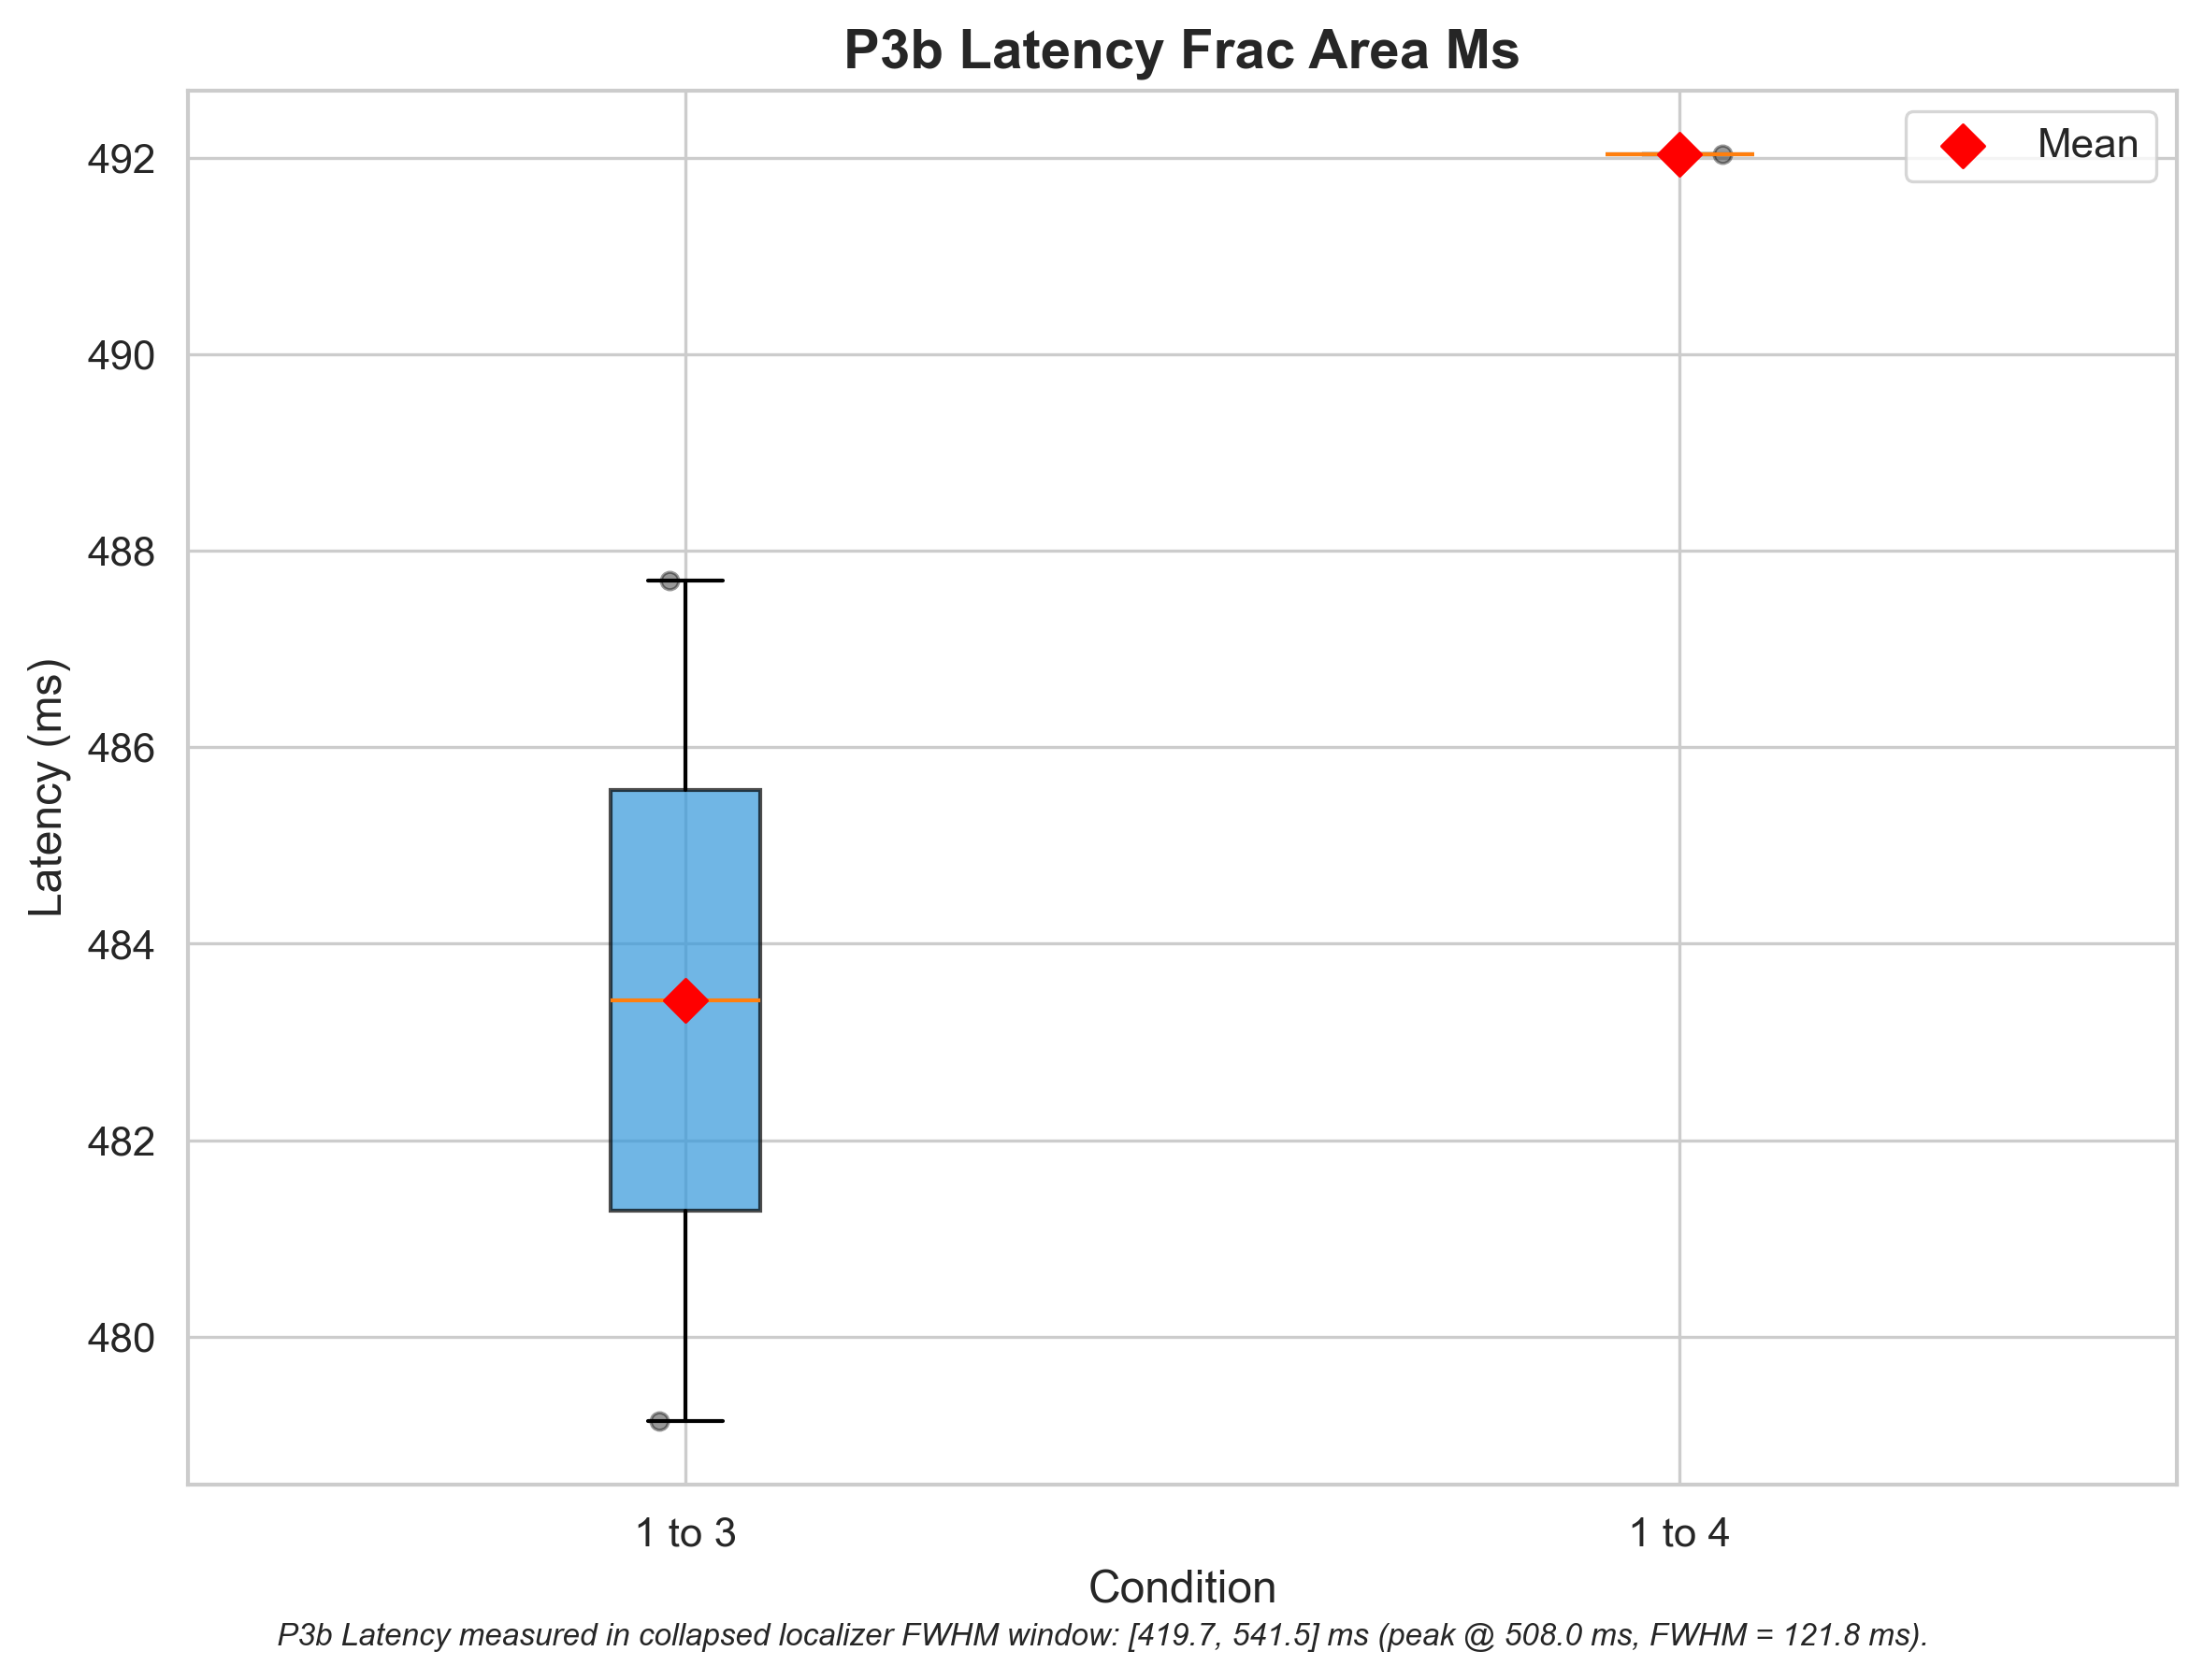 P3b Latency Frac Area Ms
Mean
492
490
488
486
484
482
480
Latency (ms)
1 to 3
1 to 4
Condition
P3b Latency measured in collapsed localizer FWHM window: [419.7, 541.5] ms (peak @ 508.0 ms, FWHM = 121.8 ms).